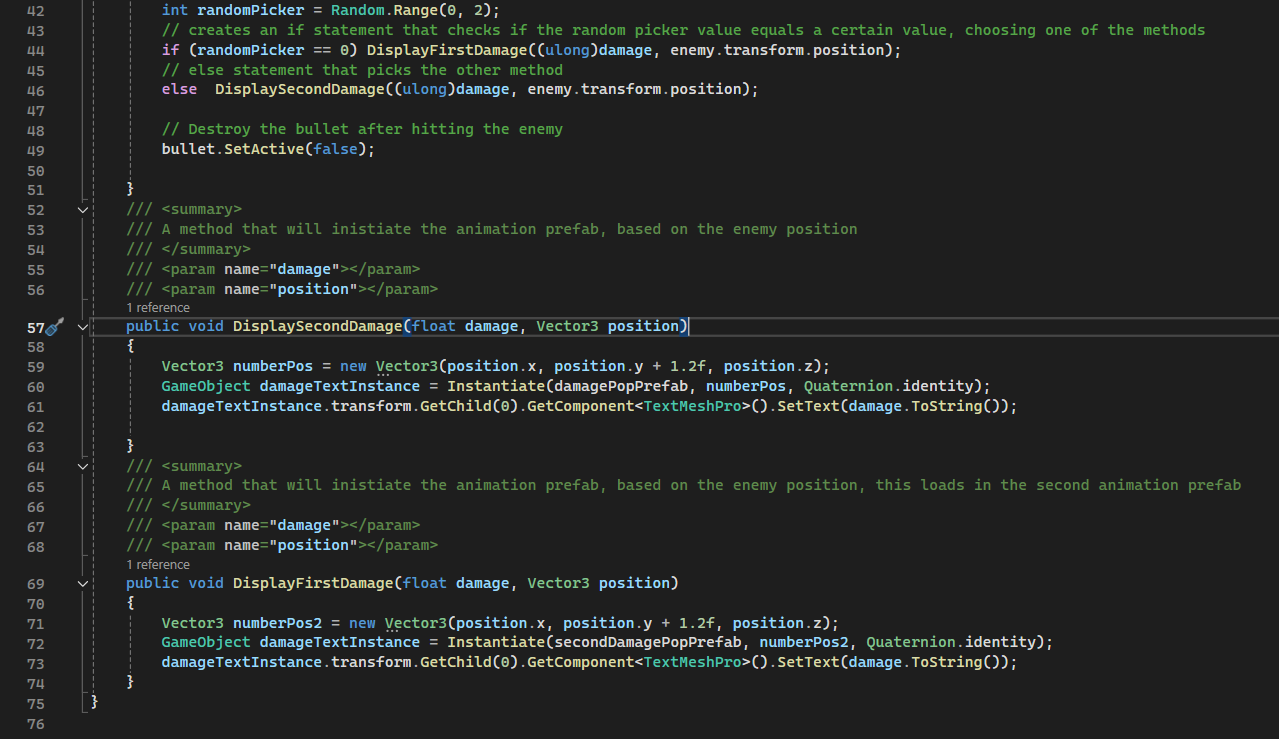 42 int randomPicker = Random.Range(0, 2);
43 // creates an if statement that checks if the random picker value equals a certain value, choosing one of the methods
44 if (randomPicker == 0) DisplayFirstDamage((ulong)damage, enemy.transform.position);
45 // else statement that picks the other method
46 else  DisplaySecondDamage((ulong)damage, enemy.transform.position);
47
48 // Destroy the bullet after hitting the enemy
49 bullet.SetActive(false);
50
51 }
52 /// <summary>
53 /// A method that will inistiate the animation prefab, based on the enemy position
54 /// </summary>
55 /// <param name="damage"></param>
56 /// <param name="position"></param>
1 reference
57 public void DisplaySecondDamage(float damage, Vector3 position)
58 {
59 Vector3 numberPos = new Vector3(position.x, position.y + 1.2f, position.z);
60 GameObject damageTextInstance = Instantiate(damagePopPrefab, numberPos, Quaternion.identity);
61 damageTextInstance.transform.GetChild(0).GetComponent<TextMeshPro>().SetText(damage.ToString());
62
63 }
64 /// <summary>
65 /// A method that will inistiate the animation prefab, based on the enemy position, this loads in the second animation prefab
66 /// </summary>
67 /// <param name="damage"></param>
68 /// <param name="position"></param>
1 reference
69 public void DisplayFirstDamage(float damage, Vector3 position)
70 {
71 Vector3 numberPos2 = new Vector3(position.x, position.y + 1.2f, position.z);
72 GameObject damageTextInstance = Instantiate(secondDamagePopPrefab, numberPos2, Quaternion.identity);
73 damageTextInstance.transform.GetChild(0).GetComponent<TextMeshPro>().SetText(damage.ToString());
74 }
75 }
76